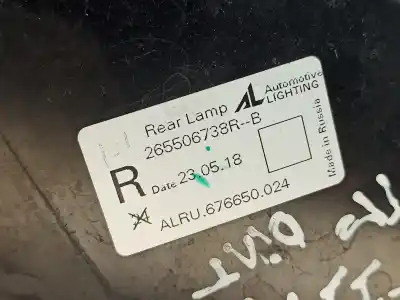 Rear Lamp AL Automotive LIGHTING
265506738R--B
R Date 23.05.18
ALRU.676650.024
Made in Russia